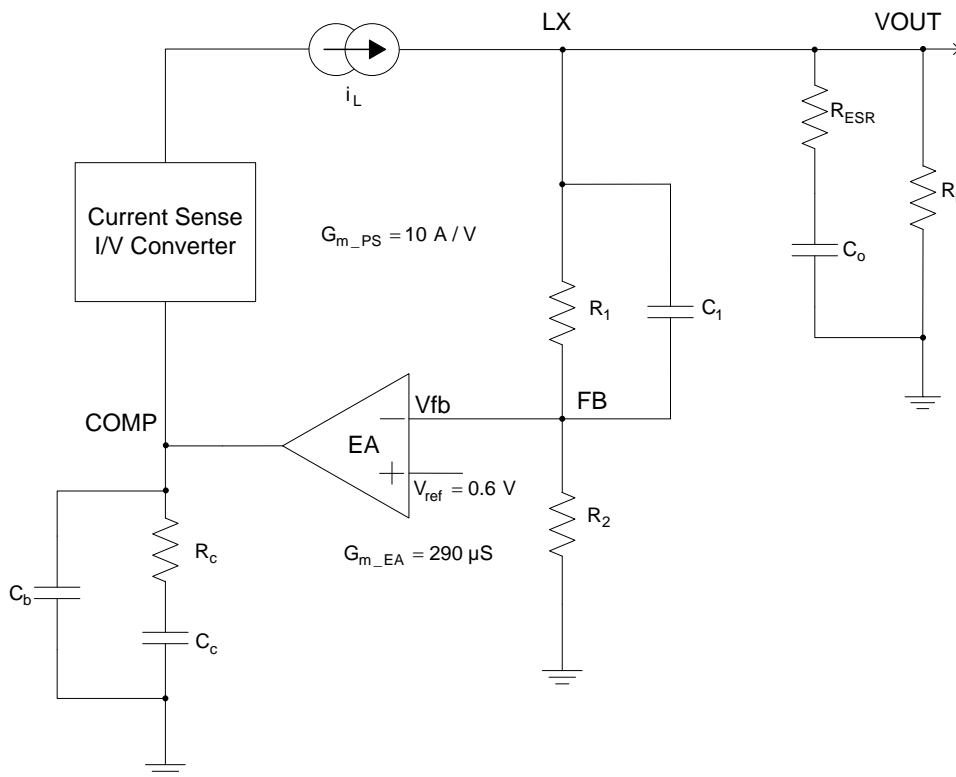 LX
VOUT
i_L
R_ESR
Current Sense
I/V Converter
G_m_PS = 10 A / V
R
C_o
R_1
C_1
COMP
Vfb
FB
EA
V_ref = 0.6 V
R_2
G_m_EA = 290 µS
R_c
C_b
C_c